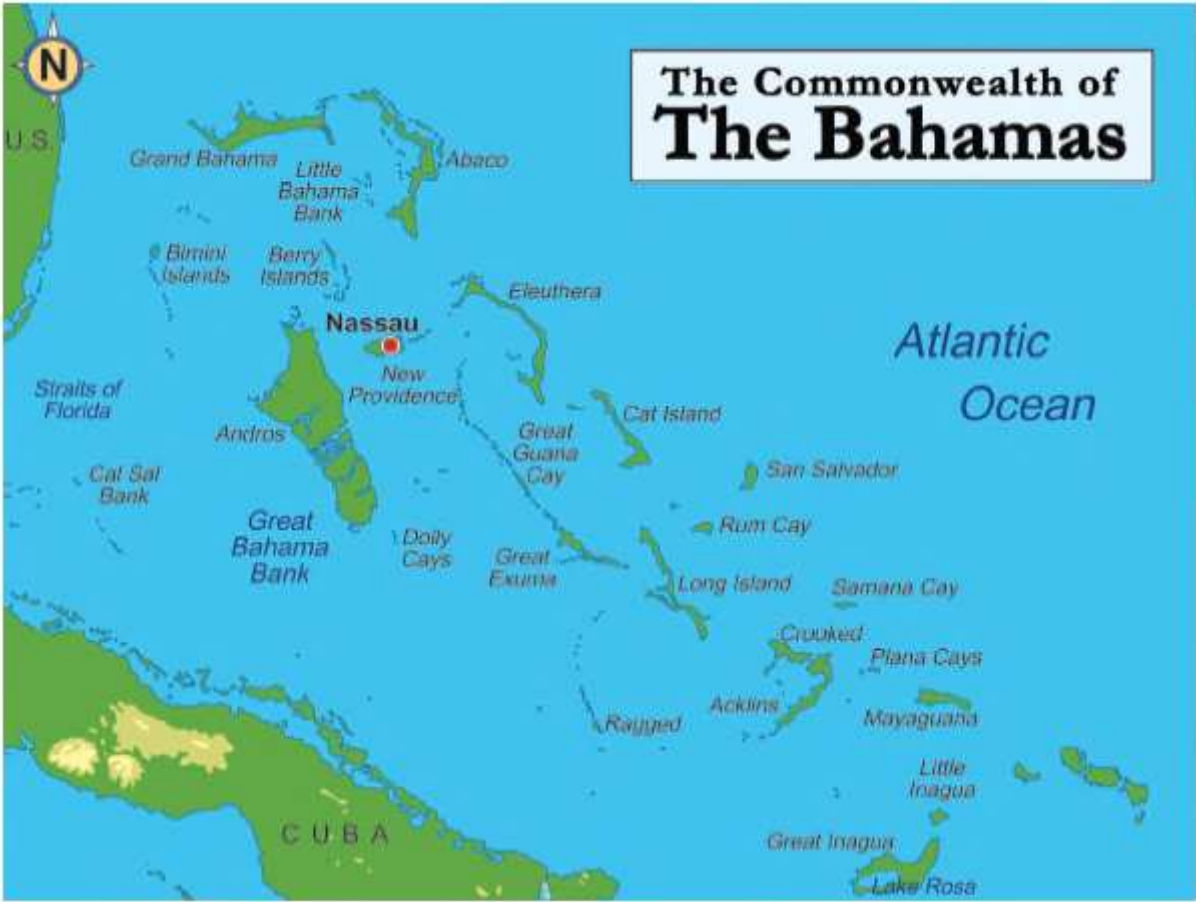 N
The Commonwealth of
The Bahamas
U.S.
Grand Bahama
Little
Bahama
Bank
Abaco
Bimini
Islands
Berry
Islands
Eleuthera
Nassau
New
Providence
Atlantic
Ocean
Straits of
Florida
Andros
Cat Island
Great
Guana
Cay
Cal Sal
Bank
San Salvador
Great
Bahama
Bank
Doily
Cays
Great
Exuma
Rum Cay
Long Island
Samana Cay
Crooked
Plana Cays
Acklins
Mayaguana
Ragged
Little
Inagua
CUBA
Great Inagua
Lake Rosa